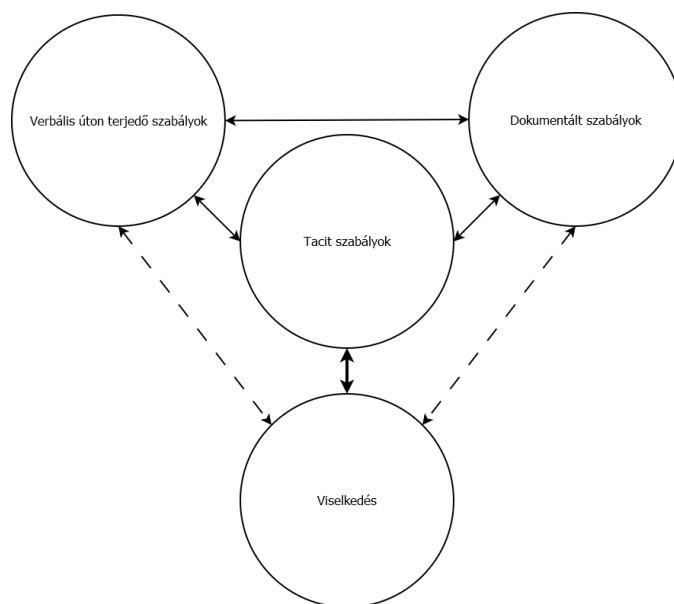 Verbális úton terjedő szabályok
Dokumentált szabályok
Tacit szabályok
Viselkedés